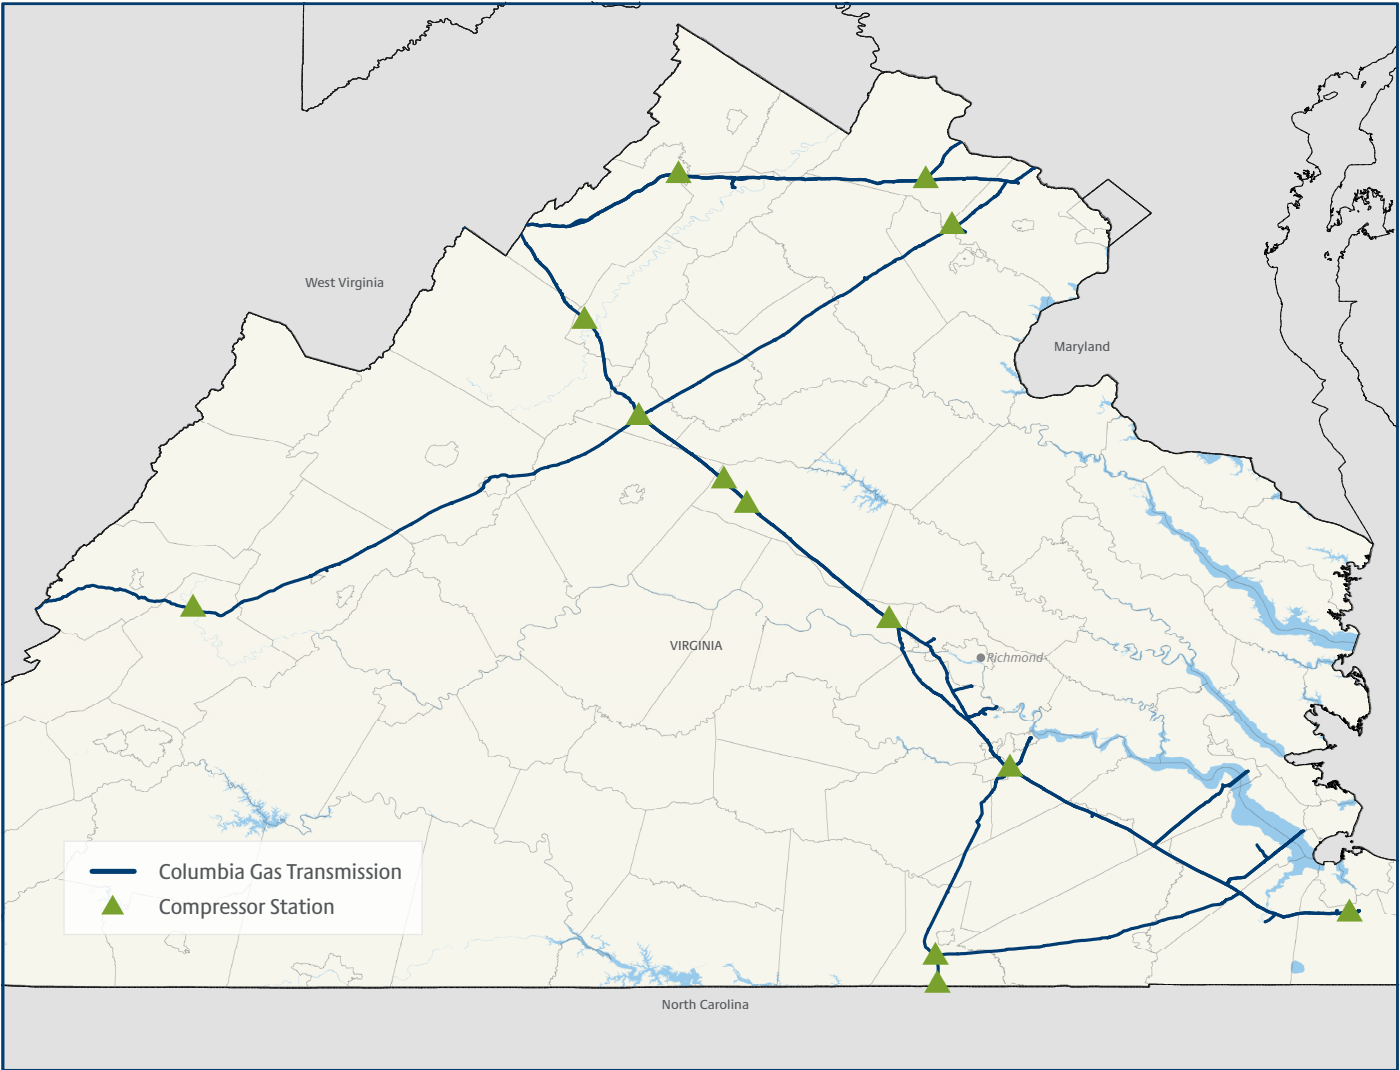 West Virginia
Maryland
VIRGINIA
Richmond
Columbia Gas Transmission
Compressor Station
North Carolina